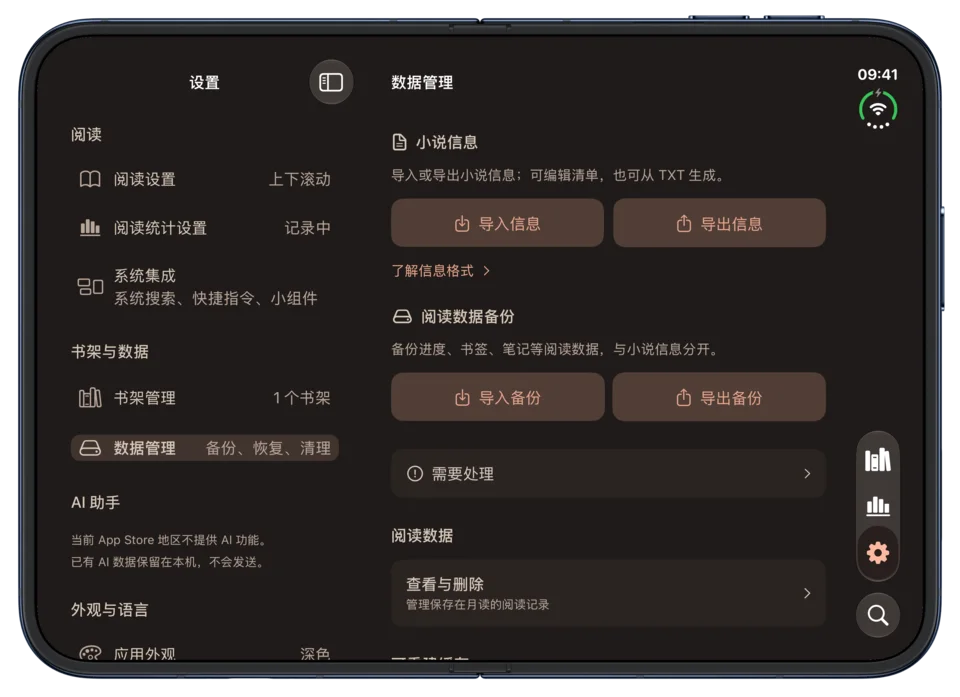 设置
阅读
阅读设置 上下滚动
阅读统计设置 记录中
系统集成
系统搜索、快捷指令、小组件
书架与数据
书架管理 1 个书架
数据管理 备份、恢复、清理
AI 助手
当前 App Store 地区不提供 AI 功能。
已有 AI 数据保留在本机，不会发送。
外观与语言
应用外观 深色
数据管理
小说信息
导入或导出小说信息；可编辑清单，也可从 TXT 生成。
导入信息 导出信息
了解信息格式
阅读数据备份
备份进度、书签、笔记等阅读数据，与小说信息分开。
导入备份 导出备份
需要处理
阅读数据
查看与删除
管理保存在月读的阅读记录
09:41